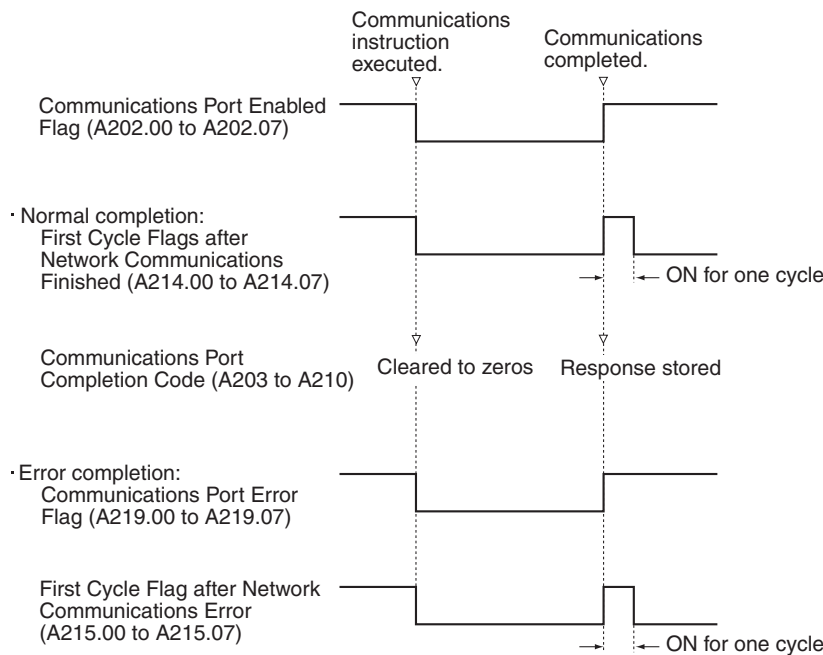 Communications
instruction
executed.
Communications
completed.
Communications Port Enabled
Flag (A202.00 to A202.07)
· Normal completion:
First Cycle Flags after
Network Communications
Finished (A214.00 to A214.07)
ON for one cycle
Communications Port
Completion Code (A203 to A210)
Cleared to zeros
Response stored
· Error completion:
Communications Port Error
Flag (A219.00 to A219.07)
First Cycle Flag after Network
Communications Error
(A215.00 to A215.07)
ON for one cycle